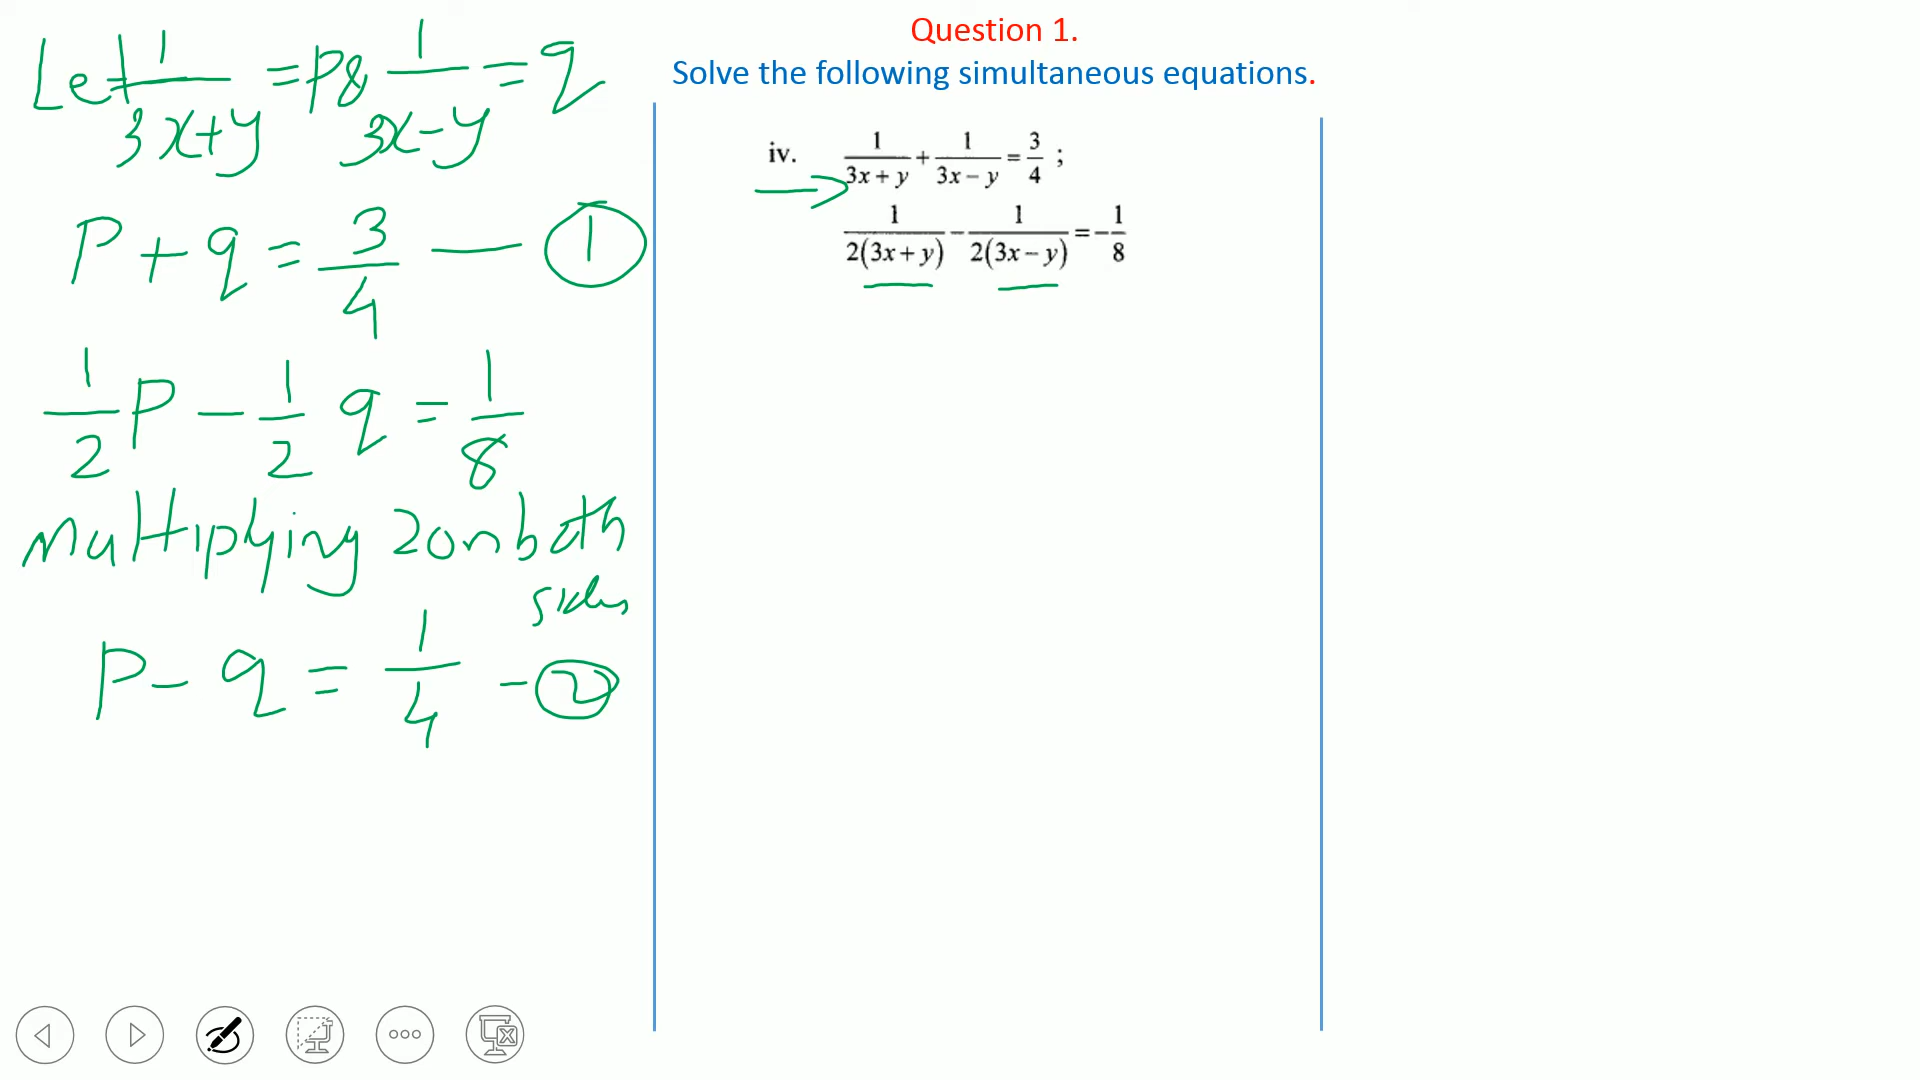 Question 1.
Solve the following simultaneous equations.
Let 1/(3x+y) = p & 1/(3x-y) = q
p + q = 3/4 — ①
1/2 p - 1/2 q = 1/8
Multiplying 2 on both
sides
p - q = 1/4 - ②
iv. 1/(3x + y) + 1/(3x - y) = 3/4 ;
1/(2(3x + y)) - 1/(2(3x - y)) = -1/8